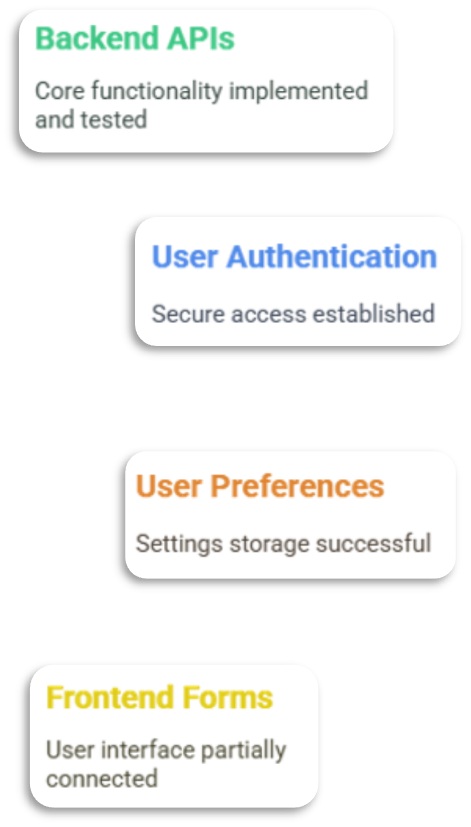 Backend APIs
Core functionality implemented
and tested
User Authentication
Secure access established
User Preferences
Settings storage successful
Frontend Forms
User interface partially
connected